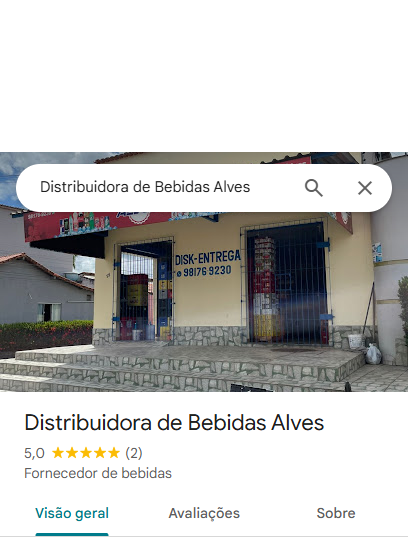 Distribuidora de Bebidas Alves
DISK-ENTREGA
98176 9230
Distribuidora de Bebidas Alves
5,0 ★★★★★ (2)
Fornecedor de bebidas
Visão geral
Avaliações
Sobre